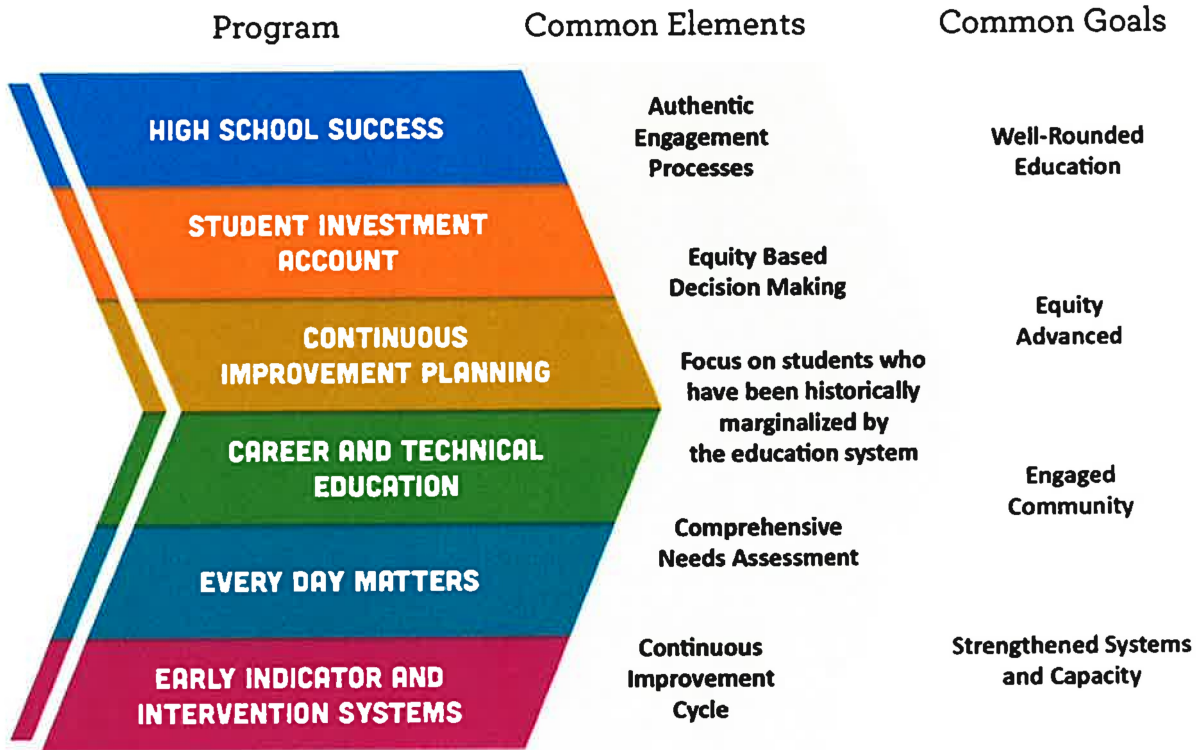 Program
Common Elements
Common Goals
HIGH SCHOOL SUCCESS
STUDENT INVESTMENT
ACCOUNT
CONTINUOUS
IMPROVEMENT PLANNING
CAREER AND TECHNICAL
EDUCATION
EVERY DAY MATTERS
EARLY INDICATOR AND
INTERVENTION SYSTEMS
Authentic
Engagement
Processes
Equity Based
Decision Making
Focus on students who
have been historically
marginalized by
the education system
Comprehensive
Needs Assessment
Continuous
Improvement
Cycle
Well-Rounded
Education
Equity
Advanced
Engaged
Community
Strengthened Systems
and Capacity